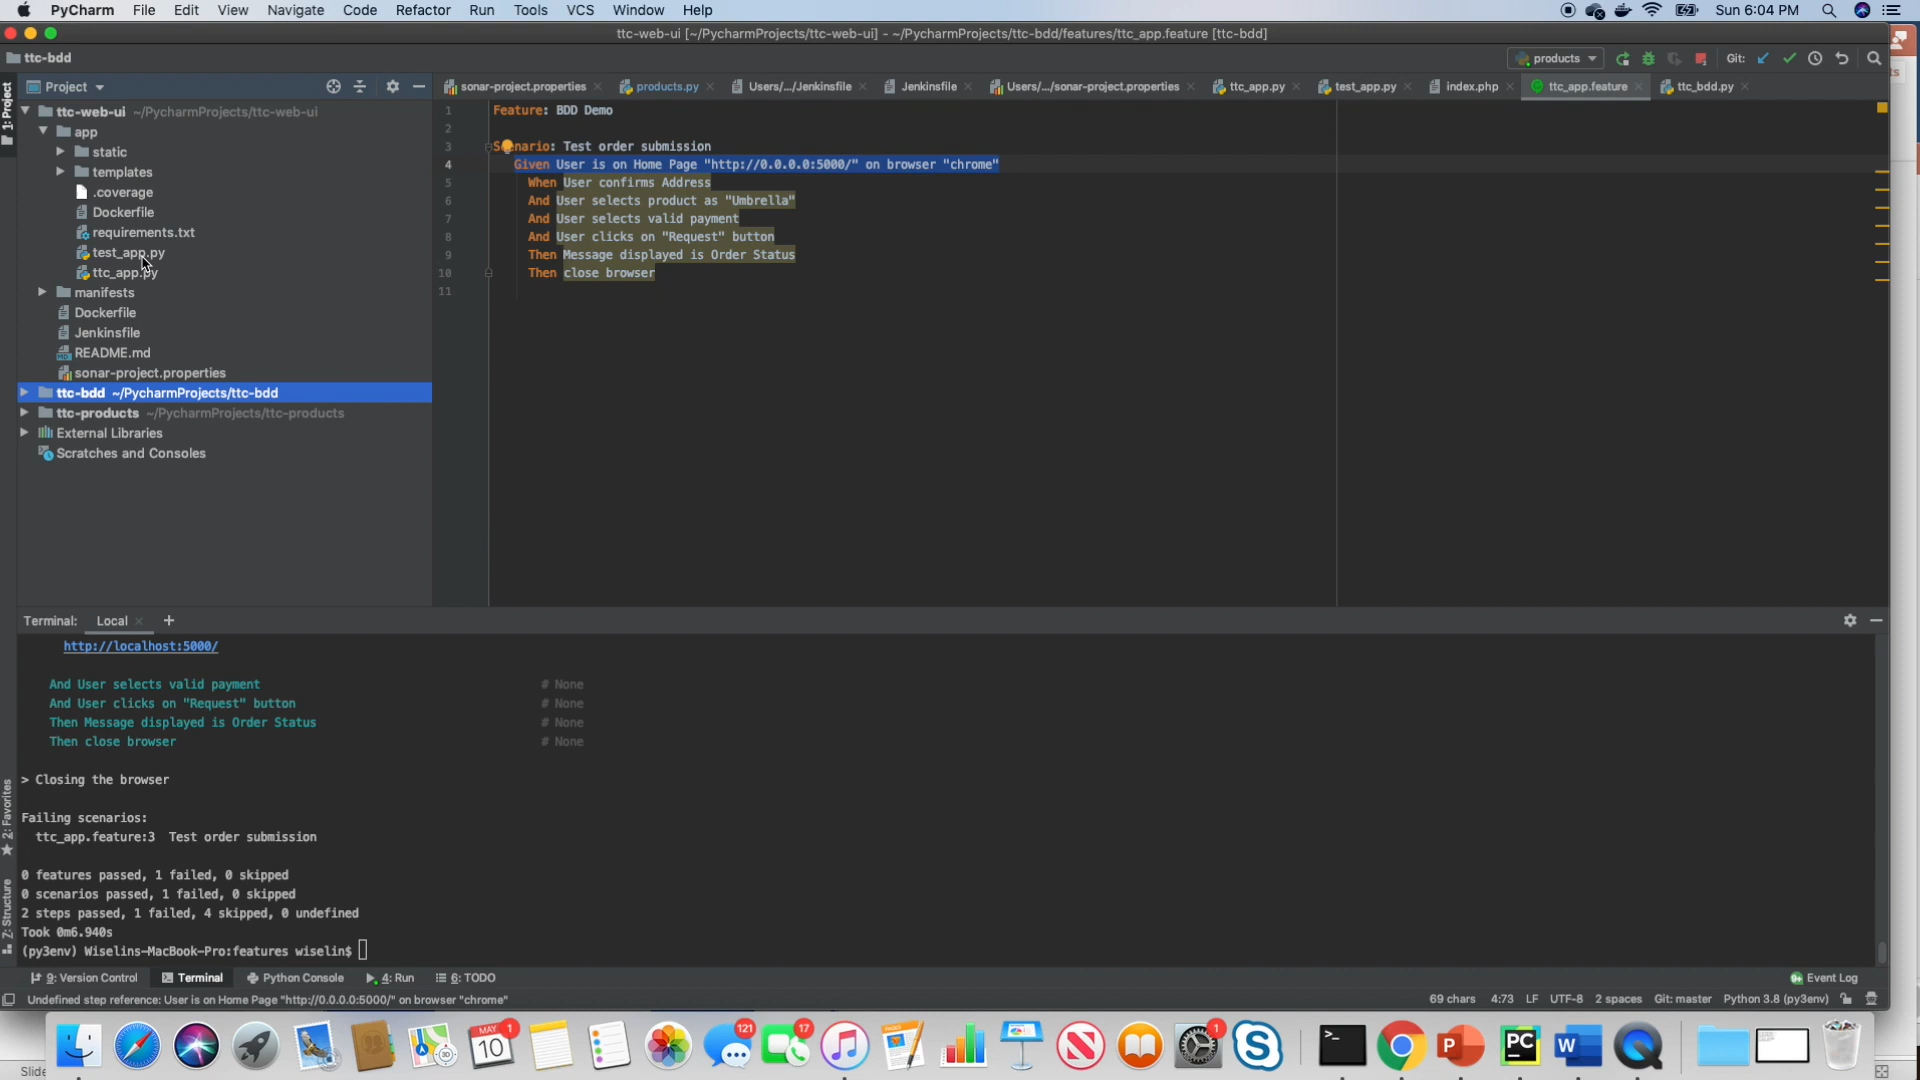 PyCharm File Edit View Navigate Code Refactor Run Tools VCS Window Help Sun 6:04 PM
ttc-web-ui [~/PycharmProjects/ttc-web-ui] - ~/PycharmProjects/ttc-bdd/features/ttc_app.feature [ttc-bdd]
ttc-bdd products Git:
Project sonar-project.properties products.py Users/.../Jenkinsfile Jenkinsfile Users/.../sonar-project.properties ttc_app.py test_app.py index.php ttc_app.feature ttc_bdd.py
1: Project
ttc-web-ui ~/PycharmProjects/ttc-web-ui
app
static
templates
.coverage
Dockerfile
requirements.txt
test_app.py
ttc_app.py
manifests
Dockerfile
Jenkinsfile
README.md
sonar-project.properties
ttc-bdd ~/PycharmProjects/ttc-bdd
ttc-products ~/PycharmProjects/ttc-products
External Libraries
Scratches and Consoles
1 Feature: BDD Demo
2
3 Scenario: Test order submission
4 Given User is on Home Page "http://0.0.0.0:5000/" on browser "chrome"
5 When User confirms Address
6 And User selects product as "Umbrella"
7 And User selects valid payment
8 And User clicks on "Request" button
9 Then Message displayed is Order Status
10 Then close browser
11
Terminal: Local +
http://localhost:5000/
And User selects valid payment # None
And User clicks on "Request" button # None
Then Message displayed is Order Status # None
Then close browser # None
> Closing the browser
Failing scenarios:
ttc_app.feature:3 Test order submission
0 features passed, 1 failed, 0 skipped
0 scenarios passed, 1 failed, 0 skipped
2 steps passed, 1 failed, 4 skipped, 0 undefined
Took 0m6.940s
(py3env) Wiselins-MacBook-Pro:features wiselin$
2: Favorites
7: Structure
9: Version Control Terminal Python Console 4: Run 6: TODO Event Log
Undefined step reference: User is on Home Page "http://0.0.0.0:5000/" on browser "chrome" 69 chars 4:73 LF UTF-8 2 spaces Git: master Python 3.8 (py3env)
MAY 10 1 121 17 1 P PC W
Slide